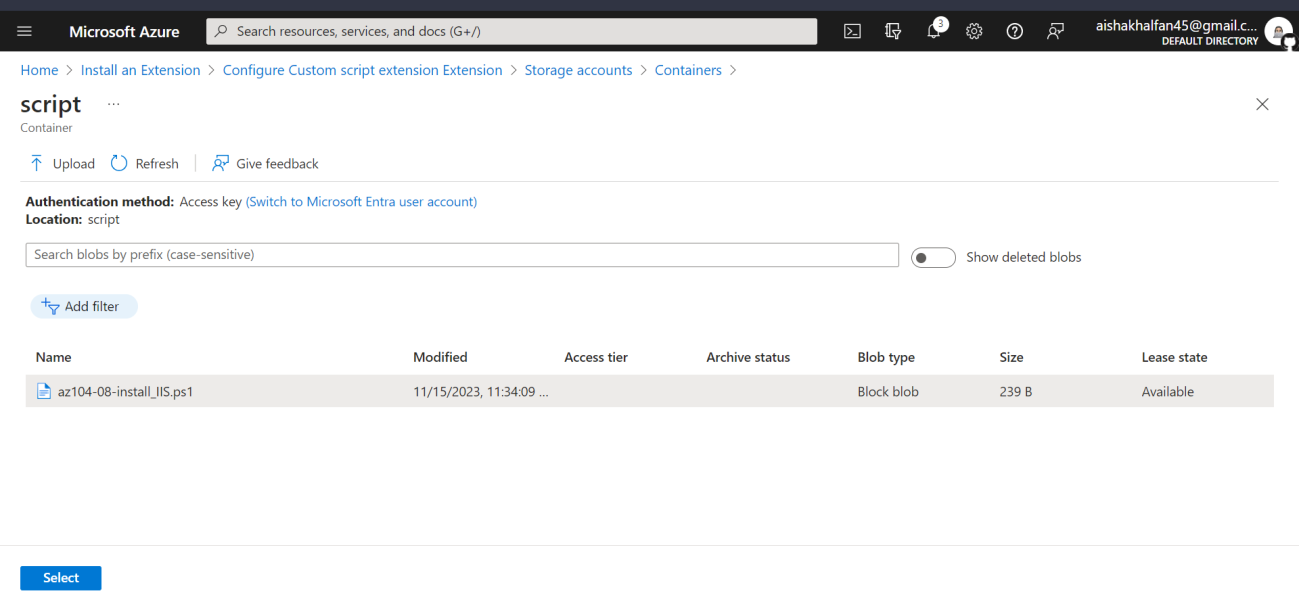 Microsoft Azure
Search resources, services, and docs (G+/)
3
aishakhalfan45@gmail.c...
DEFAULT DIRECTORY
Home > Install an Extension > Configure Custom script extension Extension > Storage accounts > Containers >
script ...
Container
Upload Refresh Give feedback
Authentication method: Access key (Switch to Microsoft Entra user account)
Location: script
Search blobs by prefix (case-sensitive)
Show deleted blobs
Add filter
Name Modified Access tier Archive status Blob type Size Lease state
az104-08-install_IIS.ps1 11/15/2023, 11:34:09 ... Block blob 239 B Available
Select